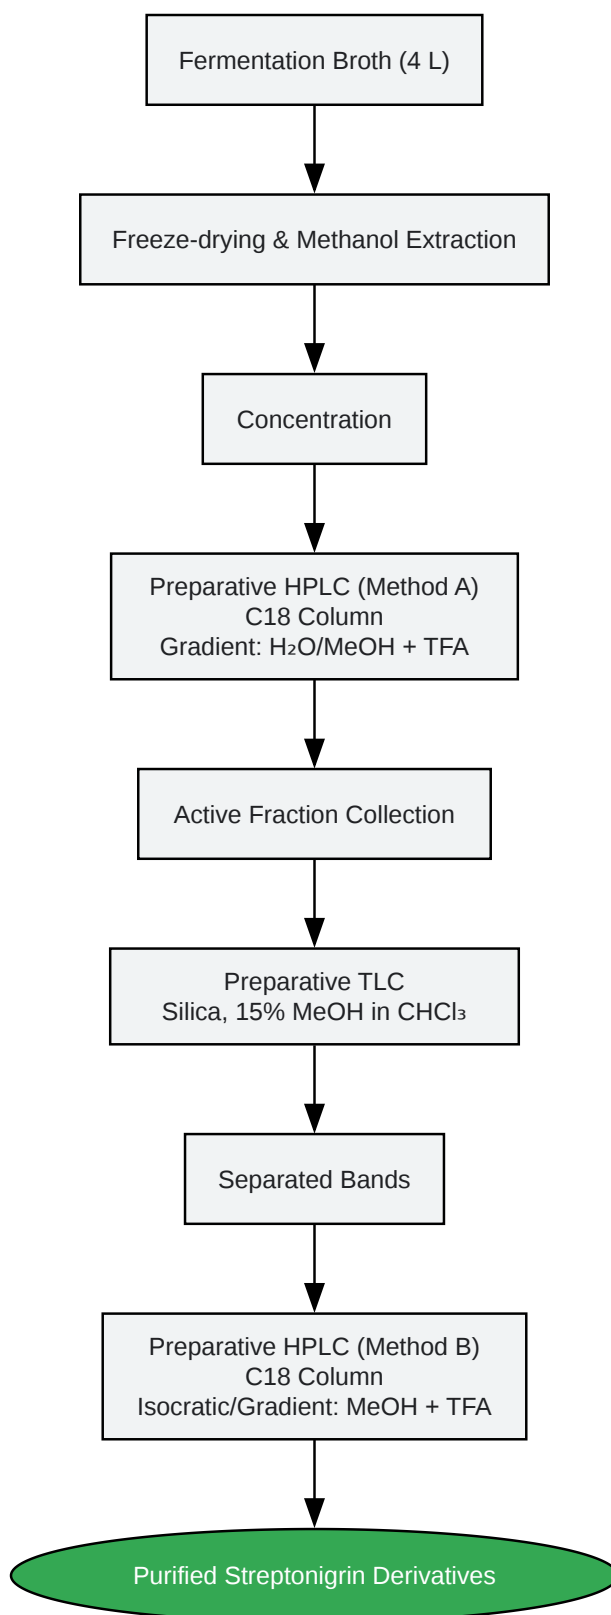 Fermentation Broth (4 L)
Freeze-drying & Methanol Extraction
Concentration
Preparative HPLC (Method A)
C18 Column
Gradient: H₂O/MeOH + TFA
Active Fraction Collection
Preparative TLC
Silica, 15% MeOH in CHCl₃
Separated Bands
Preparative HPLC (Method B)
C18 Column
Isocratic/Gradient: MeOH + TFA
Purified Streptonigrin Derivatives